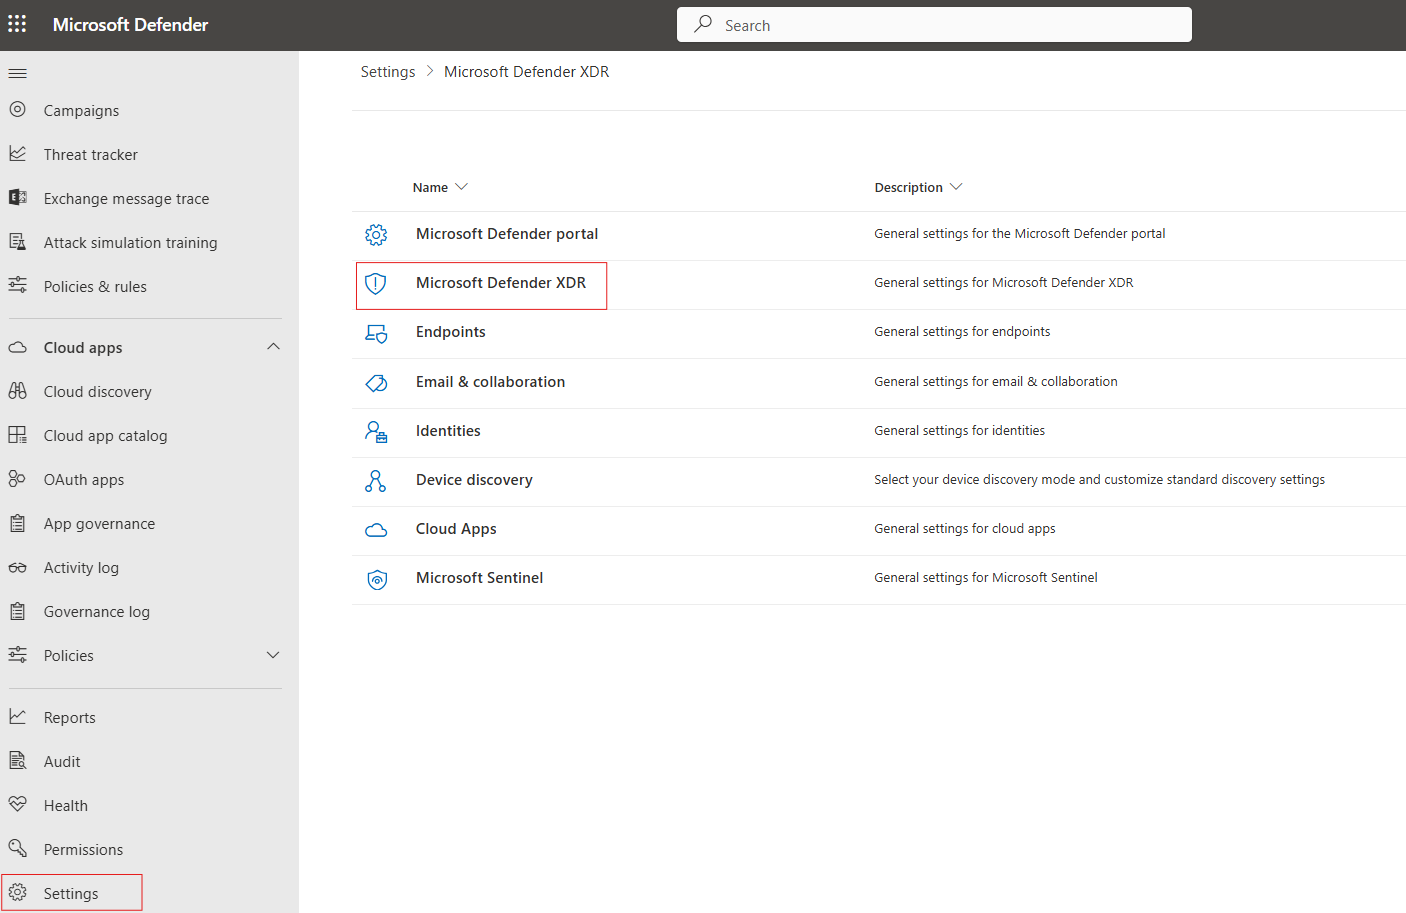 Microsoft Defender
Search
Campaigns
Threat tracker
Exchange message trace
Attack simulation training
Policies & rules
Cloud apps
Cloud discovery
Cloud app catalog
OAuth apps
App governance
Activity log
Governance log
Policies
Reports
Audit
Health
Permissions
Settings
Settings > Microsoft Defender XDR
Name Description
Microsoft Defender portal General settings for the Microsoft Defender portal
Microsoft Defender XDR General settings for Microsoft Defender XDR
Endpoints General settings for endpoints
Email & collaboration General settings for email & collaboration
Identities General settings for identities
Device discovery Select your device discovery mode and customize standard discovery settings
Cloud Apps General settings for cloud apps
Microsoft Sentinel General settings for Microsoft Sentinel